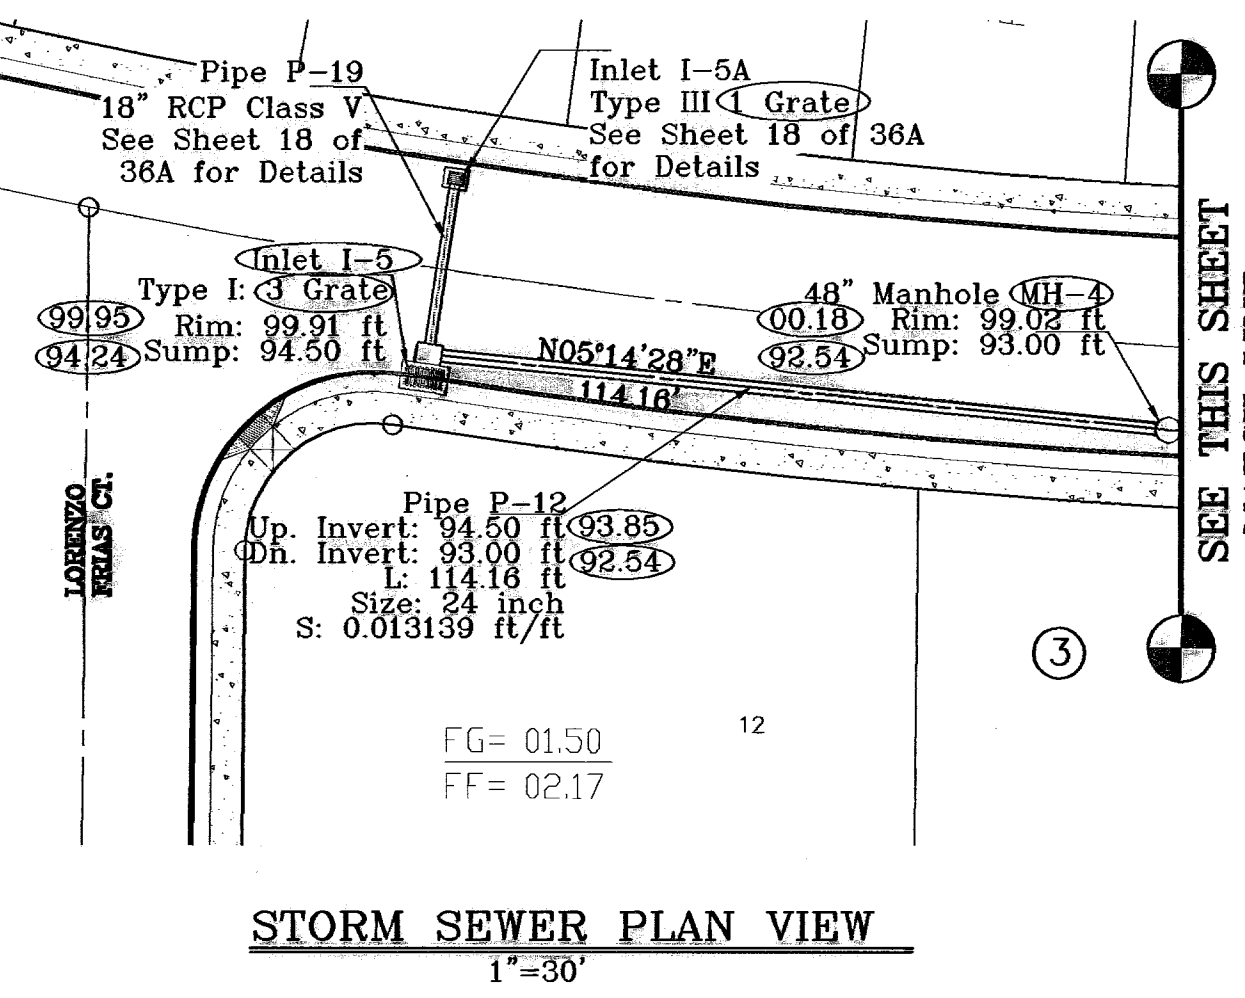 Pipe P-19
18" RCP Class V
See Sheet 18 of
36A for Details
Inlet I-5A
Type III 1 Grate
See Sheet 18 of 36A
for Details
Inlet I-5
Type I: 3 Grate
99.95 Rim: 99.91 ft
94.24 Sump: 94.50 ft
48" Manhole MH-4
00.18 Rim: 99.02 ft
92.54 Sump: 93.00 ft
N05°14'28"E
114.16'
SEE THIS SHEET
LORENZO
FRIAS CT.
Pipe P-12
Up. Invert: 94.50 ft 93.85
Dn. Invert: 93.00 ft 92.54
L: 114.16 ft
Size: 24 inch
S: 0.013139 ft/ft
3
12
FG= 01.50
FF= 02.17
STORM SEWER PLAN VIEW
1"=30'